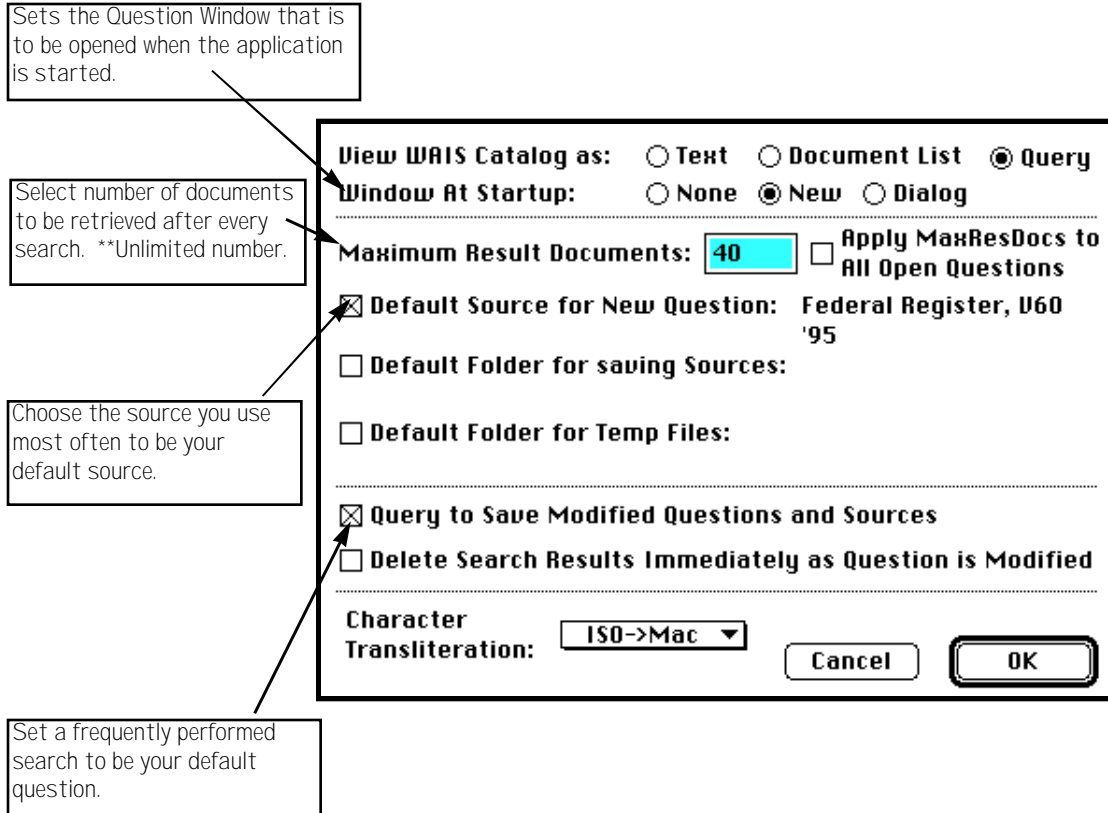 Sets the Question Window that is
to be opened when the application
is started.
View WAIS Catalog as: Text Document List Query
Window At Startup: None New Dialog
Select number of documents
to be retrieved after every
search. **Unlimited number.
Maximum Result Documents: 40 Apply MaxResDocs to
All Open Questions
Default Source for New Question: Federal Register, V60
'95
Default Folder for saving Sources:
Choose the source you use
most often to be your
default source.
Default Folder for Temp Files:
Query to Save Modified Questions and Sources
Delete Search Results Immediately as Question is Modified
Character
Transliteration: ISO->Mac
Cancel OK
Set a frequently performed
search to be your default
question.